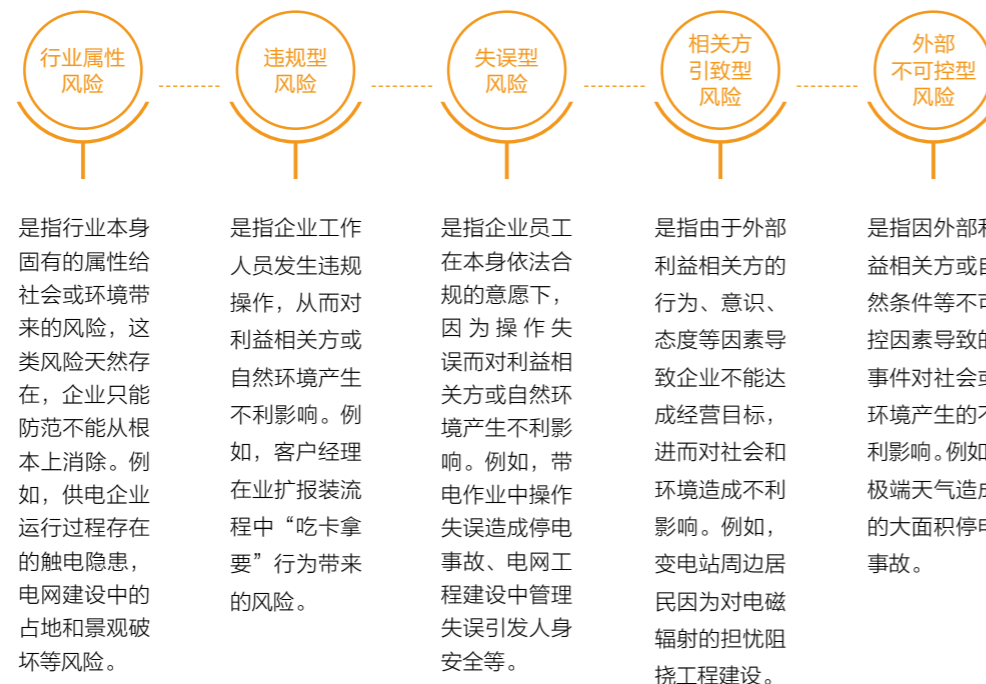 行业属性
风险
违规型
风险
失误型
风险
相关方
引致型
风险
外部
不可控型
风险
是指行业本身
固有的属性给
社会或环境带
来的风险，这
类风险天然存
在，企业只能
防范不能从根
本上消除。例
如，供电企业
运行过程存在
的触电隐患，
电网建设中的
占地和景观破
坏等风险。
是指企业工作
人员发生违规
操作，从而对
利益相关方或
自然环境产生
不利影响。例
如，客户经理
在业扩报装流
程中“吃卡拿
要”行为带来
的风险。
是指企业员工
在本身依法合
规的意愿下，
因为操作失
误而对利益相
关方或自然环
境产生不利影
响。例如，带
电作业中操作
失误造成停电
事故、电网工
程建设中管理
失误引发人身
安全等。
是指由于外部
利益相关方的
行为、意识、
态度等因素导
致企业不能达
成经营目标，
进而对社会和
环境造成不利
影响。例如，
变电站周边居
民因为对电磁
辐射的担忧阻
挠工程建设。
是指因外部利
益相关方或自
然条件等不可
控因素导致的
事件对社会或
环境产生的不
利影响。例如
极端天气造成
的大面积停电
事故。